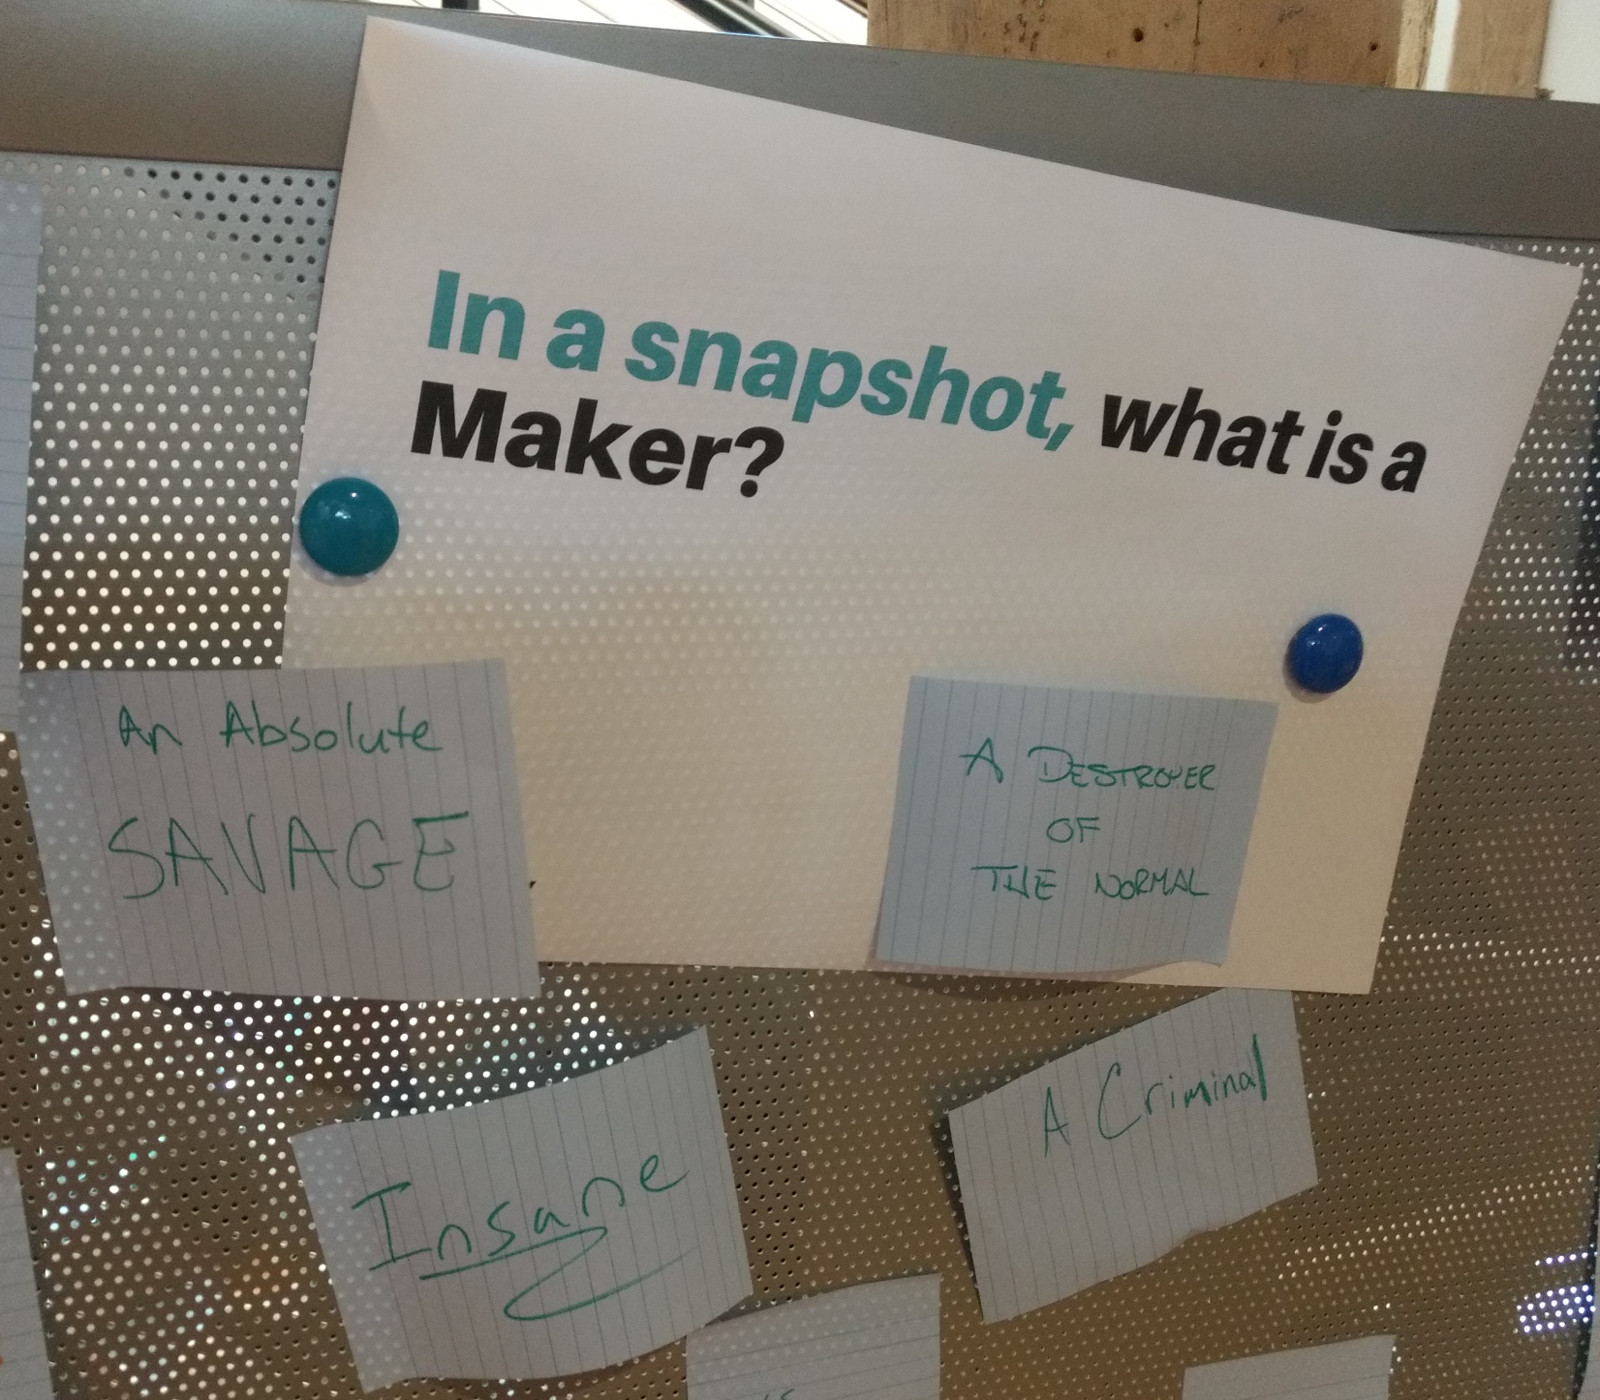 In a snapshot, what is a
Maker?
An Absolute
SAVAGE
A DESTROYER
OF
THE NORMAL
A Criminal
Insane